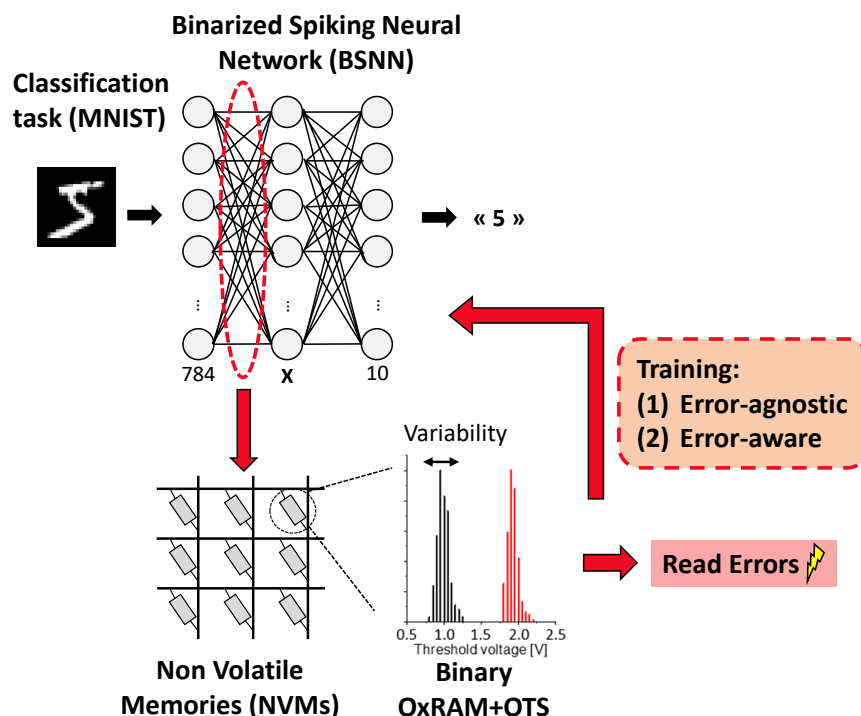 Binarized Spiking Neural
Network (BSNN)
Classification
task (MNIST)
« 5 »
...
...
...
784
X
10
Training:
(1) Error-agnostic
(2) Error-aware
Variability
Read Errors
0.5 1.0 1.5 2.0 2.5
Threshold voltage [V]
Non Volatile
Memories (NVMs)
Binary
OxRAM+OTS